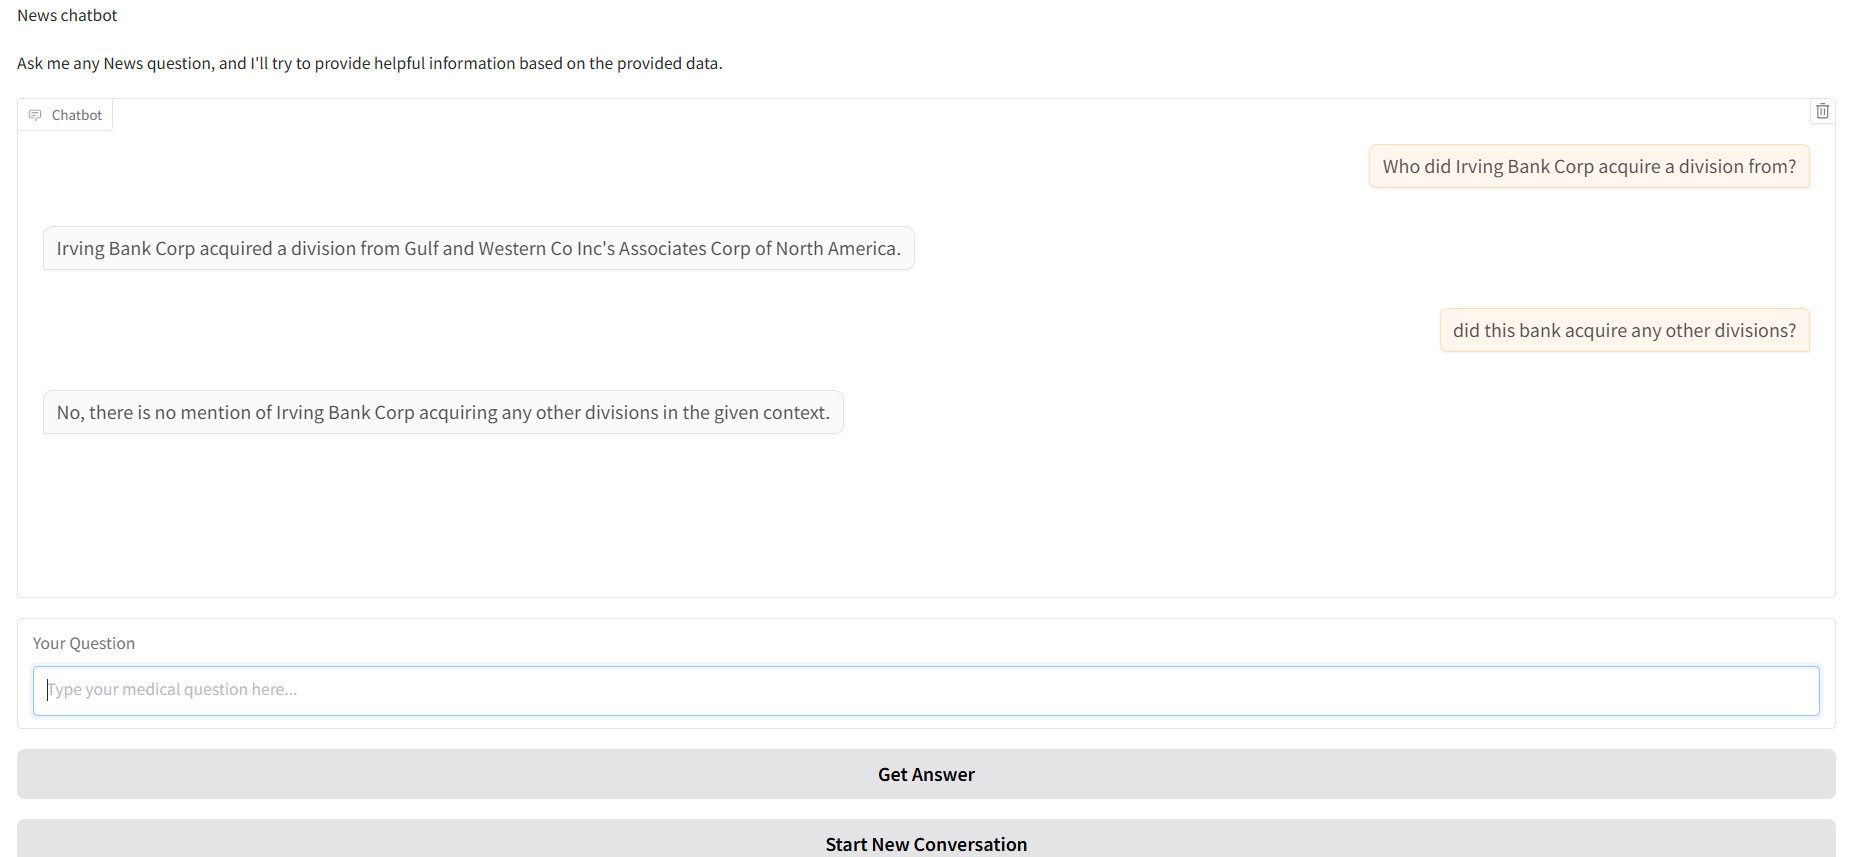 News chatbot
Ask me any News question, and I'll try to provide helpful information based on the provided data.
Chatbot
Who did Irving Bank Corp acquire a division from?
Irving Bank Corp acquired a division from Gulf and Western Co Inc's Associates Corp of North America.
did this bank acquire any other divisions?
No, there is no mention of Irving Bank Corp acquiring any other divisions in the given context.
Your Question
Type your medical question here...
Get Answer
Start New Conversation